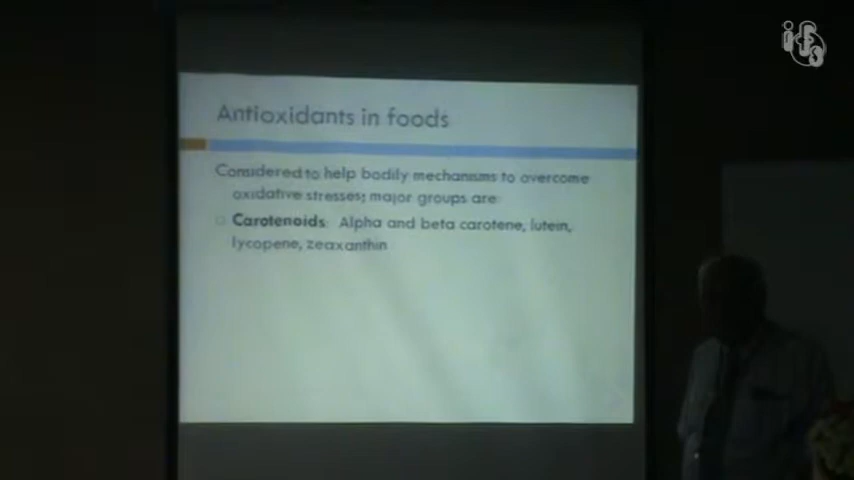 Antioxidants in foods
Considered to help bodily mechanisms to overcome
oxidative stresses; major groups are:
Carotenoids: Alpha and beta carotene, lutein,
lycopene, zeaxanthin